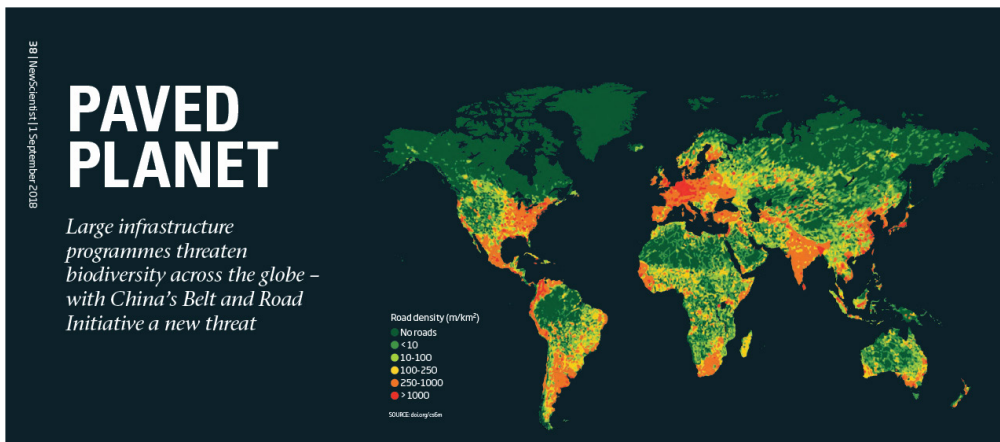 38 | NewScientist | 1 September 2018
PAVED
PLANET
Large infrastructure
programmes threaten
biodiversity across the globe –
with China's Belt and Road
Initiative a new threat
Road density (m/km²)
No roads
<10
10-100
100-250
250-1000
>1000
SOURCE: doi.org/cs6m